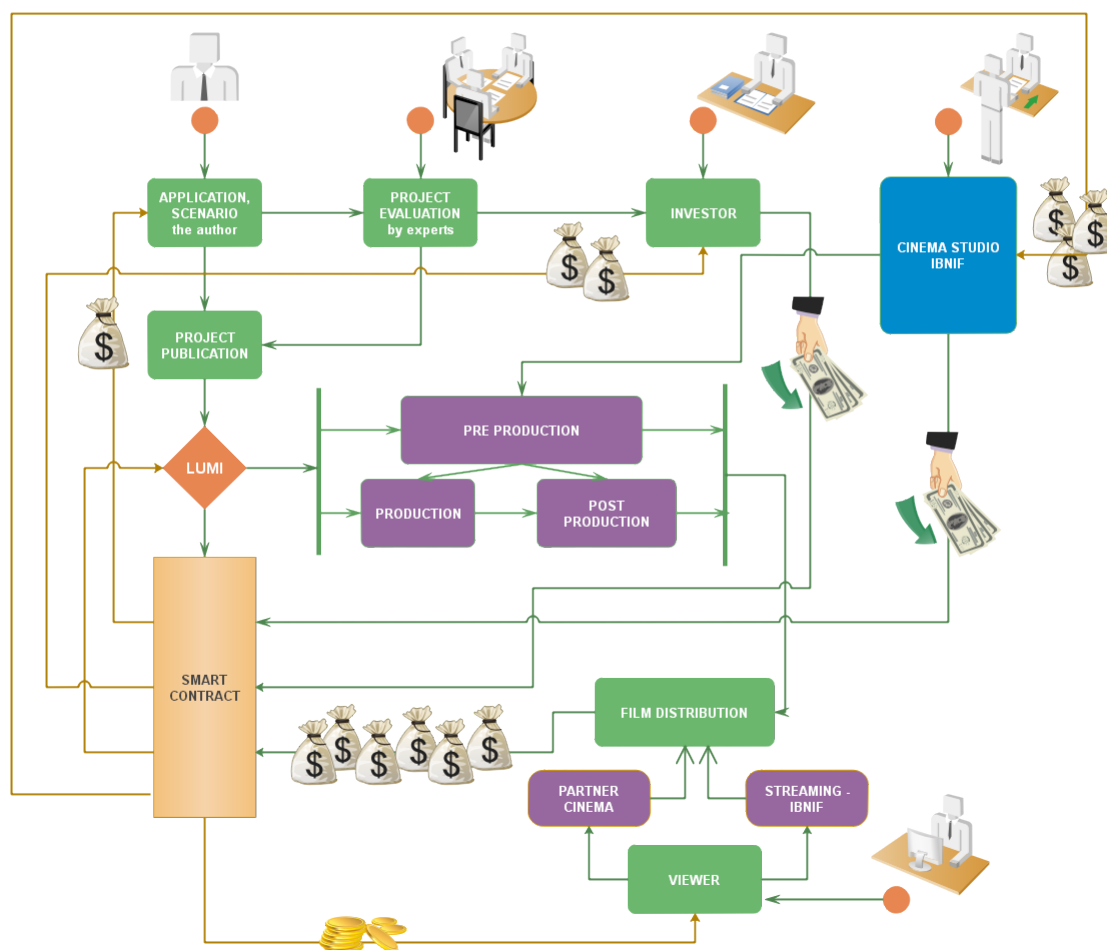 APPLICATION,
SCENARIO
the author
PROJECT
EVALUATION
by experts
INVESTOR
CINEMA STUDIO
IBNIF
$
$
$
$
$
$
$
PROJECT
PUBLICATION
PRE PRODUCTION
LUMI
PRODUCTION
POST
PRODUCTION
SMART
CONTRACT
FILM DISTRIBUTION
$
$
$
$
$
$
PARTNER
CINEMA
STREAMING -
IBNIF
VIEWER